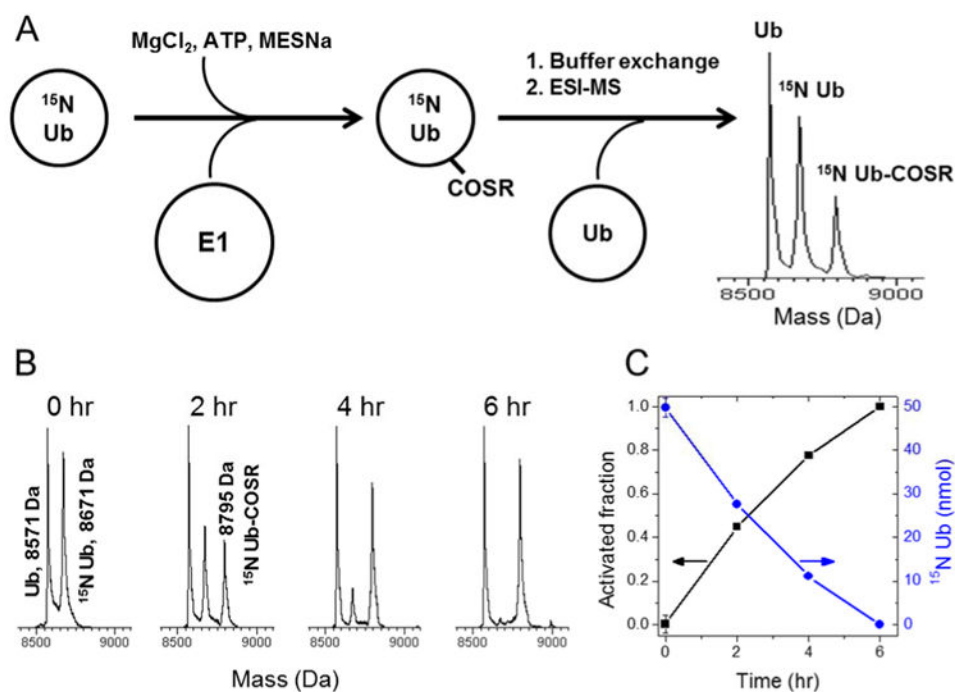 A
MgCl₂, ATP, MESNa
¹⁵N
Ub
E1
¹⁵N
Ub
COSR
1. Buffer exchange
2. ESI-MS
Ub
Ub
¹⁵N Ub
¹⁵N Ub-COSR
8500
9000
Mass (Da)
B
0 hr
2 hr
4 hr
6 hr
Ub, 8571 Da
¹⁵N Ub, 8671 Da
8795 Da
¹⁵N Ub-COSR
8500 9000
8500 9000
8500 9000
8500 9000
Mass (Da)
C
Activated fraction
1.0
0.8
0.6
0.4
0.2
0.0
50
40
30
20
10
0
¹⁵N Ub (nmol)
0 2 4 6
Time (hr)